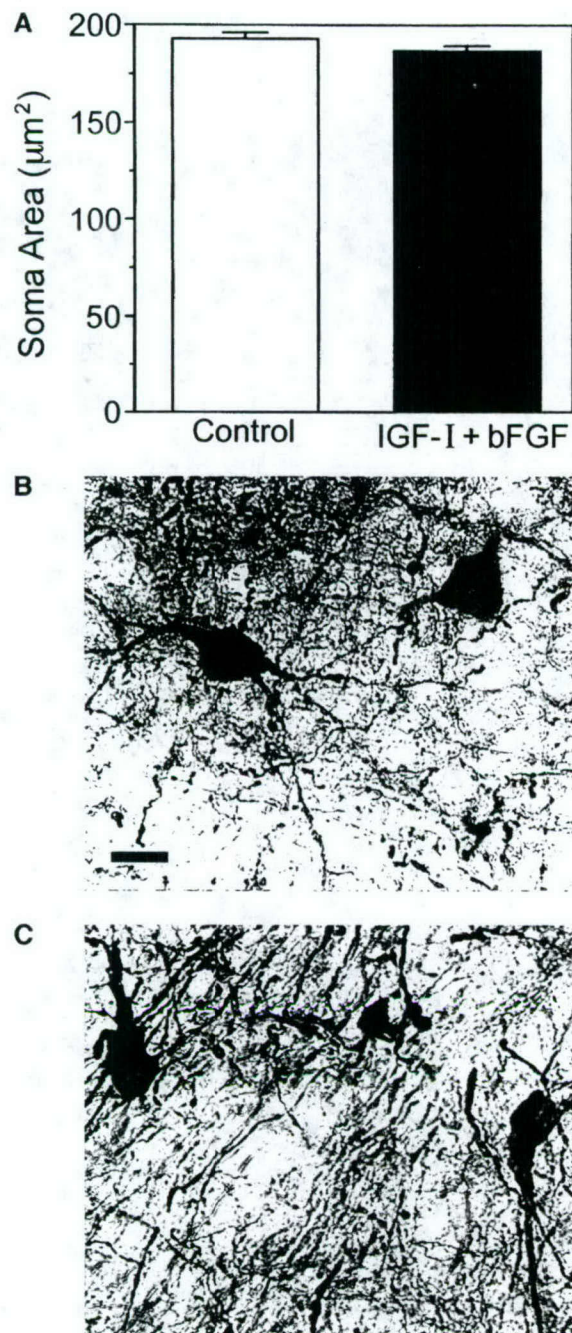 A
200
150
100
50
0
Soma Area (μm²)
Control
IGF-I + bFGF
B
C